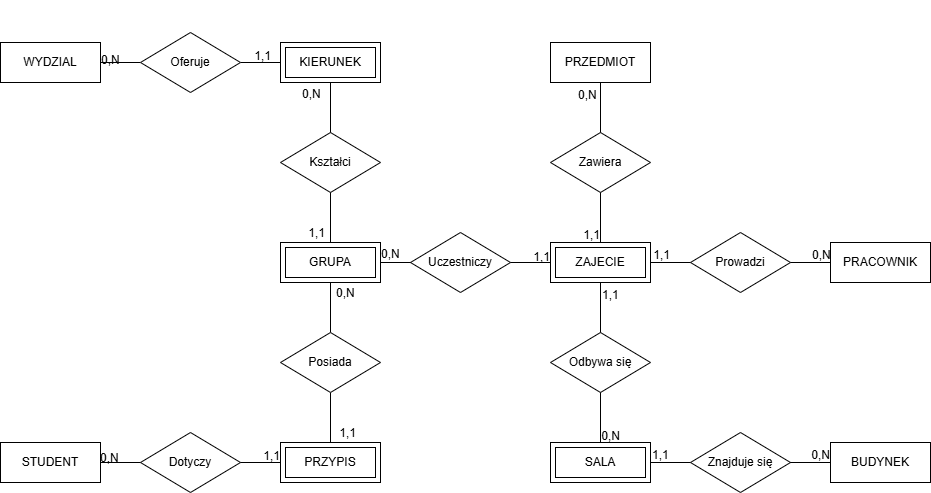 WYDZIAL
0,N
Oferuje
1,1
KIERUNEK
PRZEDMIOT
0,N
0,N
Kształci
Zawiera
1,1
1,1
GRUPA
0,N
Uczestniczy
1,1
ZAJECIE
1,1
Prowadzi
0,N
PRACOWNIK
0,N
1,1
Posiada
Odbywa się
1,1
0,N
STUDENT
0,N
Dotyczy
1,1
PRZYPIS
SALA
1,1
Znajduje się
0,N
BUDYNEK